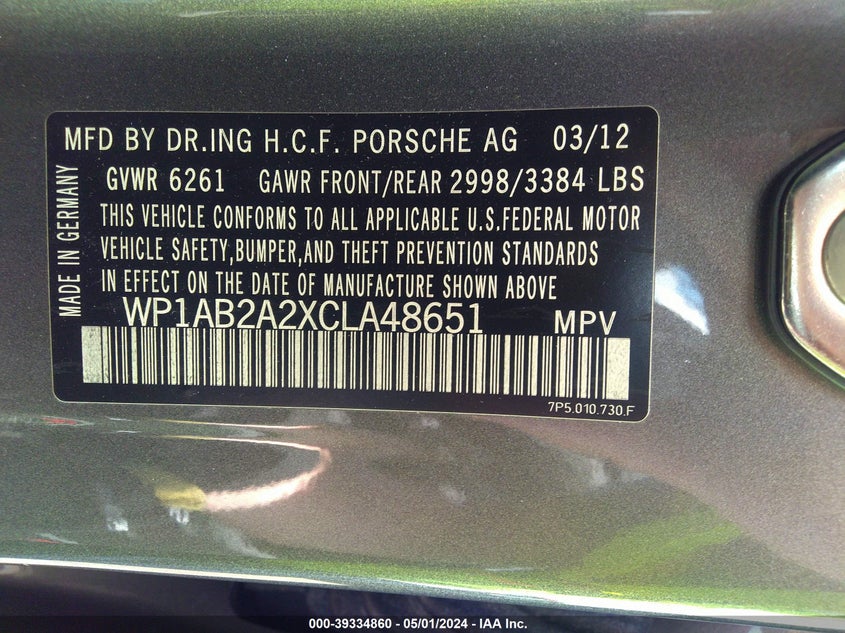 MFD BY DR.ING H.C.F. PORSCHE AG 03/12
GVWR 6261 GAWR FRONT/REAR 2998/3384 LBS
THIS VEHICLE CONFORMS TO ALL APPLICABLE U.S.FEDERAL MOTOR
VEHICLE SAFETY,BUMPER,AND THEFT PREVENTION STANDARDS
IN EFFECT ON THE DATE OF MANUFACTURE SHOWN ABOVE
WP1AB2A2XCLA48651 MPV
MADE IN GERMANY
7P5.010.730.F
000-39334860 - 05/01/2024 - IAA Inc.